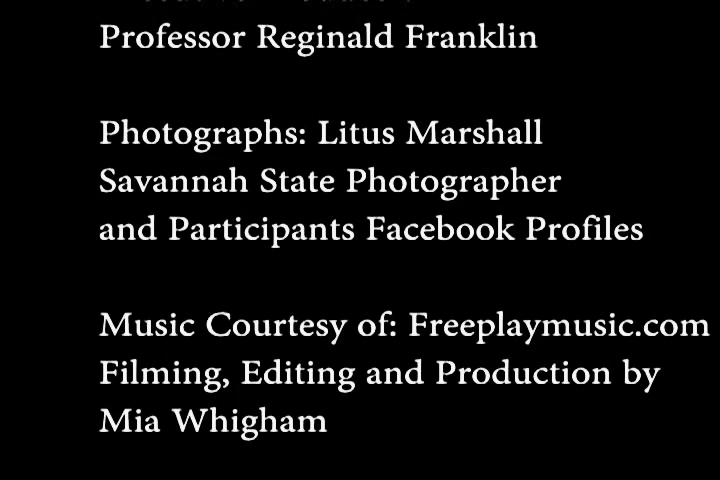 Professor Reginald Franklin
Photographs: Litus Marshall
Savannah State Photographer
and Participants Facebook Profiles
Music Courtesy of: Freeplaymusic.com
Filming, Editing and Production by
Mia Whigham